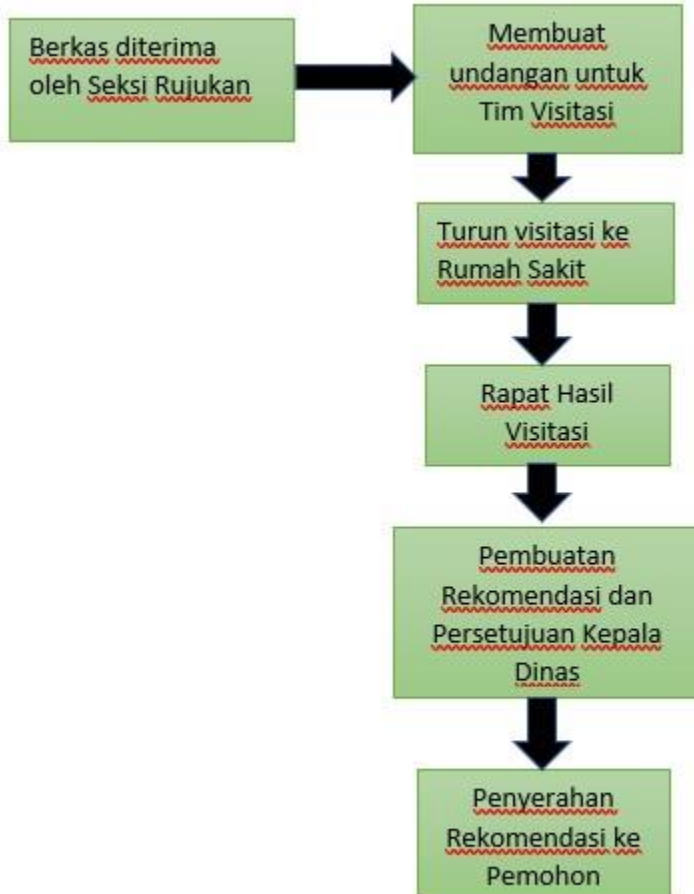 Berkas diterima
oleh Seksi Rujukan
Membuat
undangan untuk
Tim Visitasi
Turun visitasi ke
Rumah Sakit
Rapat Hasil
Visitasi
Pembuatan
Rekomendasi dan
Persetujuan Kepala
Dinas
Penyerahan
Rekomendasi ke
Pemohon